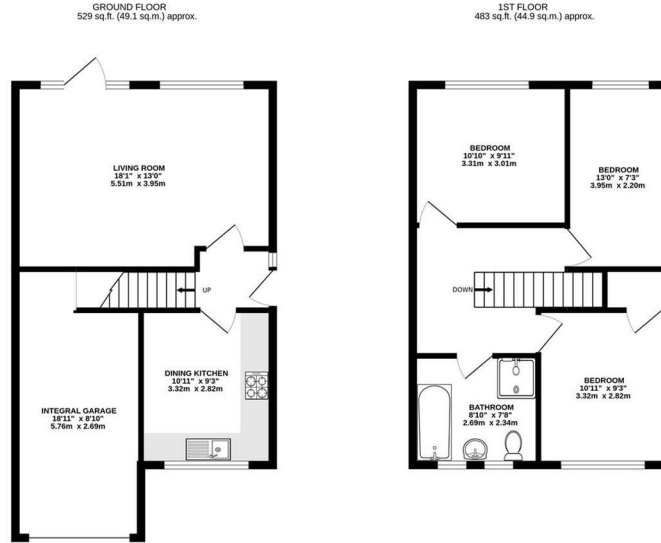 GROUND FLOOR
529 sq.ft. (49.1 sq.m.) approx.
LIVING ROOM
18'1" x 13'0"
5.51m x 3.95m
UP
DINING KITCHEN
10'11" x 9'3"
3.32m x 2.82m
INTEGRAL GARAGE
18'11" x 8'10"
5.76m x 2.69m
1ST FLOOR
483 sq.ft. (44.9 sq.m.) approx.
BEDROOM
10'10" x 9'11"
3.31m x 3.01m
BEDROOM
13'0" x 7'3"
3.95m x 2.20m
DOWN
BEDROOM
10'11" x 9'3"
3.32m x 2.82m
BATHROOM
8'10" x 7'8"
2.69m x 2.34m